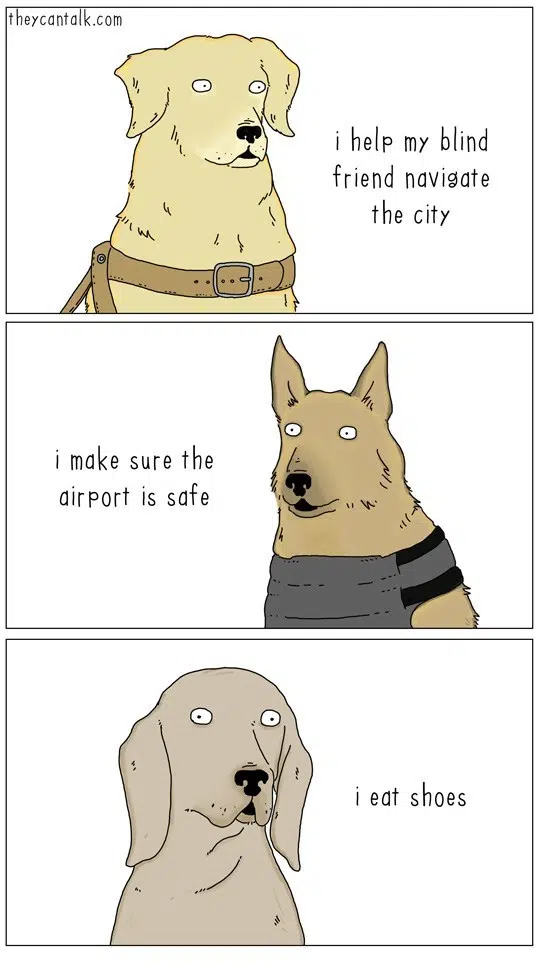 theycantalk.com
i help my blind
friend navigate
the city
i make sure the
airport is safe
i eat shoes